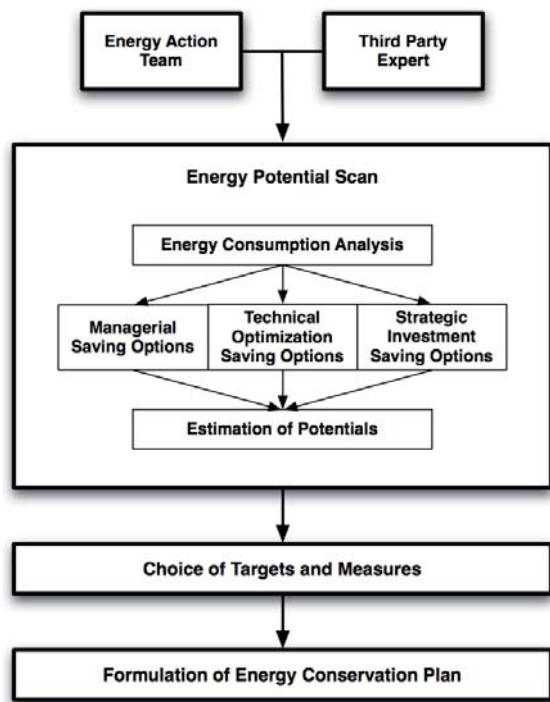 Energy Action
Team
Third Party
Expert
Energy Potential Scan
Energy Consumption Analysis
Managerial
Saving Options
Technical
Optimization
Saving Options
Strategic
Investment
Saving Options
Estimation of Potentials
Choice of Targets and Measures
Formulation of Energy Conservation Plan